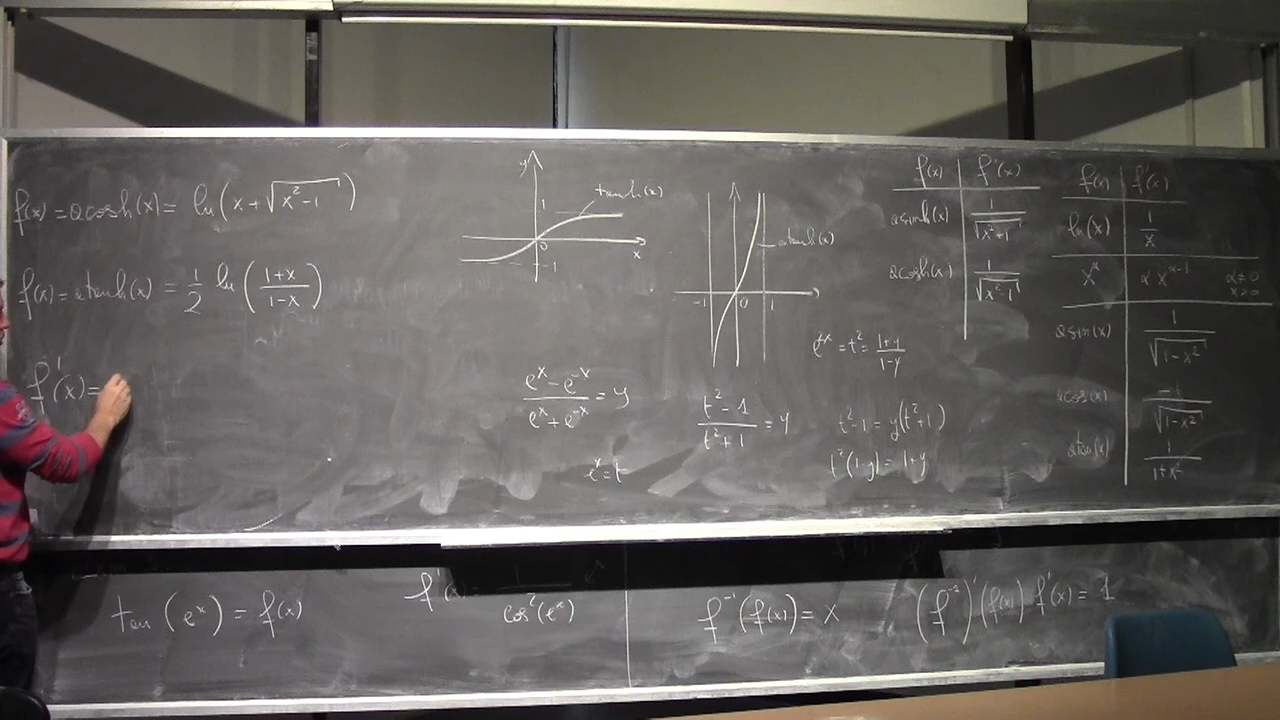 f(x) = acosh(x) = ln(x + √(x²-1))
f(x) = atanh(x) = 1/2 ln((1+x)/(1-x))
f'(x) =
y
1
tanh(x)
0
x
-1
(e^x - e^-x)/(e^x + e^-x) = y
e^x = t
atanh(x)
-1 0 1
e^2x = t² = (1+y)/(1-y)
(t² - 1)/(t² + 1) = y
t² - 1 = y(t² + 1)
t²(1-y) = 1+y
f(x) f'(x)
asinh(x) 1/√(x²+1)
acosh(x) 1/√(x²-1)
f(x) f'(x)
ln(x) 1/x
x^α α x^(α-1) α≠0 x>0
asin(x) 1/√(1-x²)
acos(x) -1/√(1-x²)
atan(x) 1/(1+x²)
tan(e^x) = f(x)
f' 1 e^x
cos²(e^x)
f^-1(f(x)) = x
(f^-1)'(f(x)) f'(x) = 1